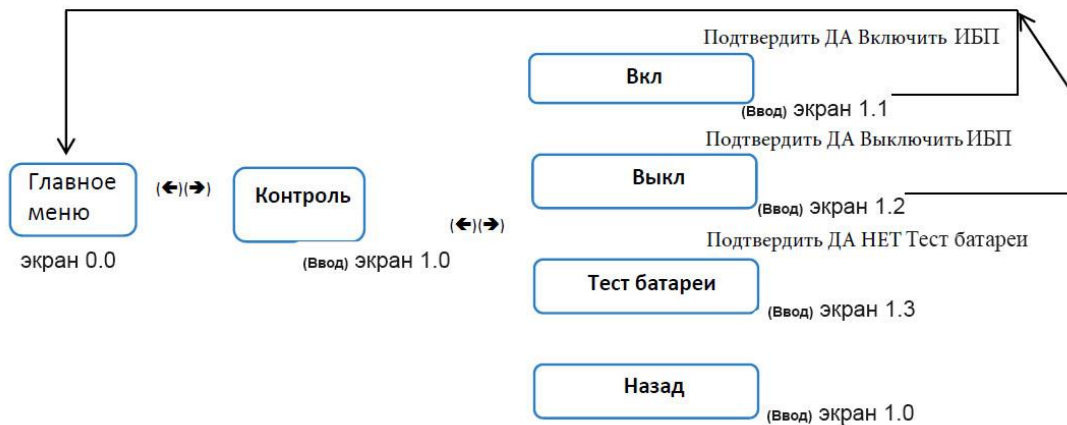 Подтвердить ДА Включить ИБП
Вкл
(Ввод) экран 1.1
Подтвердить ДА Выключить ИБП
Главное
меню
(🡸)(🡺)
Контроль
Выкл
(Ввод) экран 1.2
(🡸)(🡺)
экран 0.0
(Ввод) экран 1.0
Подтвердить ДА НЕТ Тест батареи
Тест батареи
(Ввод) экран 1.3
Назад
(Ввод) экран 1.0